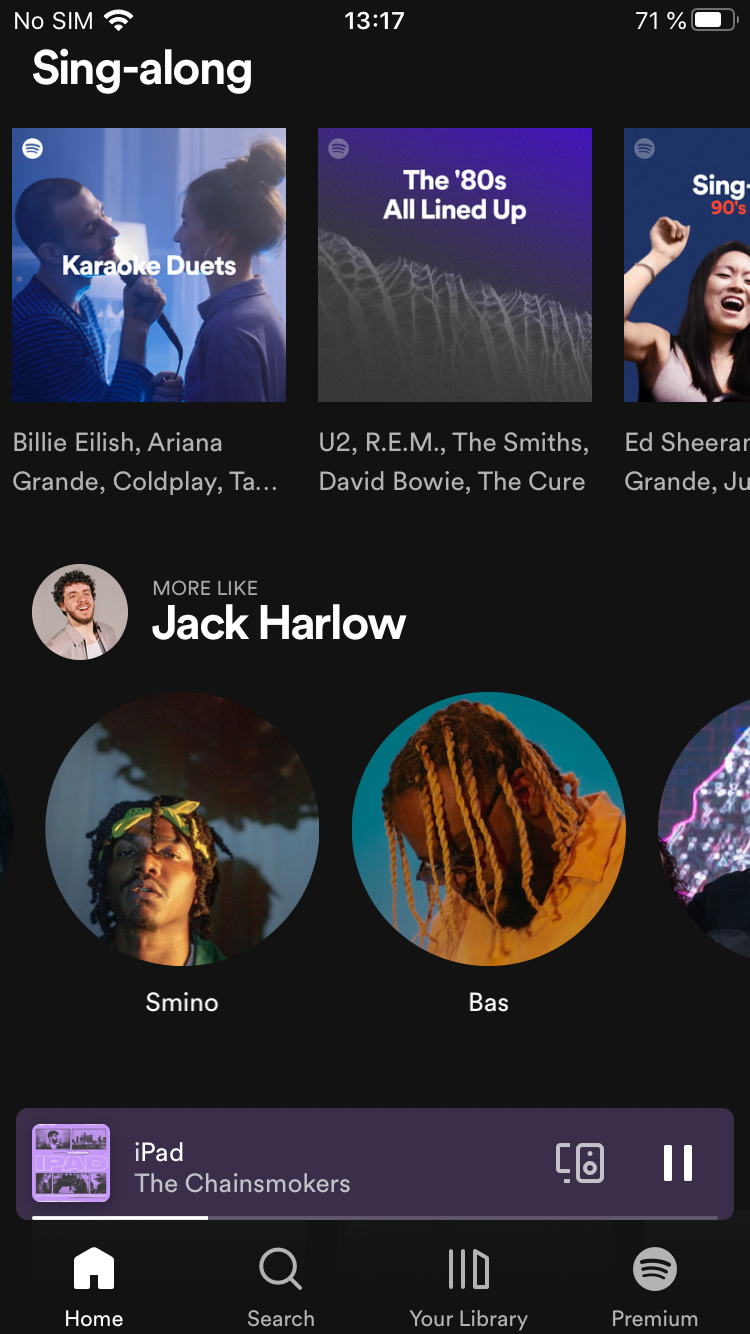 No SIM 13:17 71 %
Sing-along
Karaoke Duets
The '80s
All Lined Up
Sing-
90's
Billie Eilish, Ariana
Grande, Coldplay, Ta...
U2, R.E.M., The Smiths,
David Bowie, The Cure
Ed Sheeran
Grande, Ju
MORE LIKE
Jack Harlow
Smino
Bas
IPAD
iPad
The Chainsmokers
Home
Search
Your Library
Premium